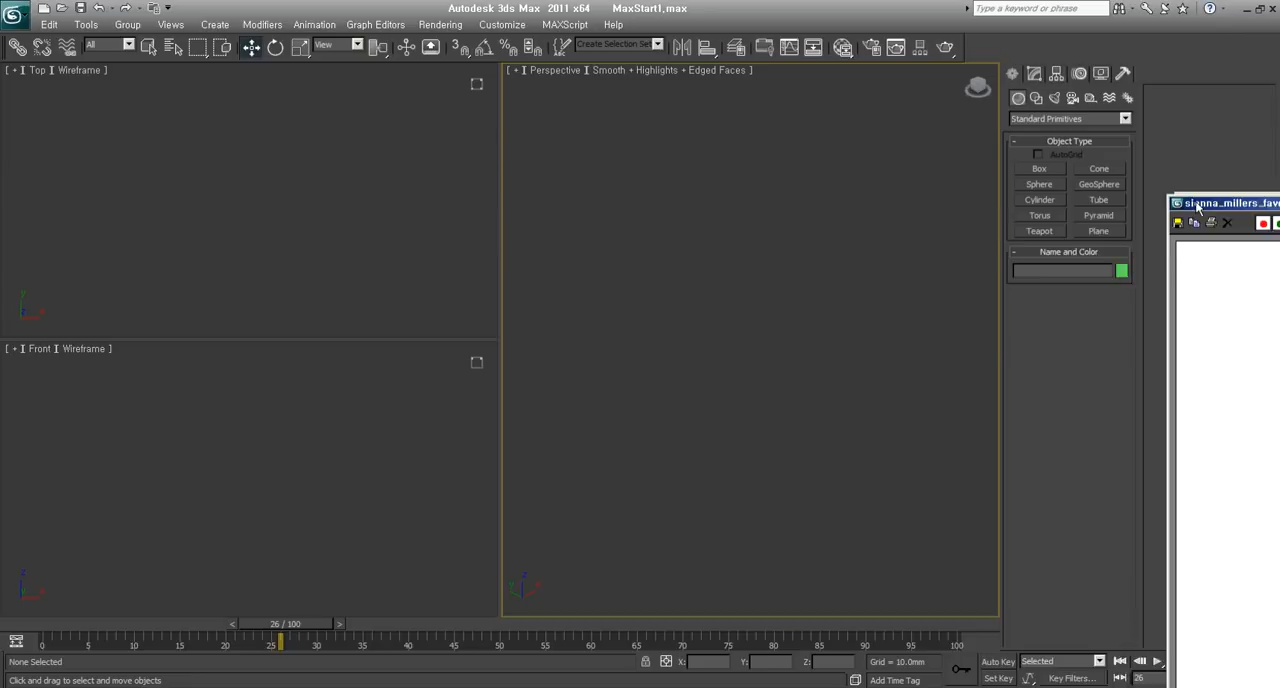 Autodesk 3ds Max 2011 x64 MaxStart1.max
Type a keyword or phrase
Edit Tools Group Views Create Modifiers Animation Graph Editors Rendering Customize MAXScript Help
All View Create Selection Set
[ + ] Top ] Wireframe ]
[ + ] Perspective ] Smooth + Highlights + Edged Faces ]
Standard Primitives
- Object Type
AutoGrid
Box Cone
Sphere GeoSphere
Cylinder Tube
Torus Pyramid
Teapot Plane
- Name and Color
sienna_millers_favo
[ + ] Front ] Wireframe ]
< 26 / 100 >
0 5 10 15 20 25 30 35 40 45 50 55 60 65 70 75 80 85 90 95 100
None Selected X: Y: Z: Grid = 10.0mm Auto Key Selected
Click and drag to select and move objects Add Time Tag Set Key Key Filters... 26